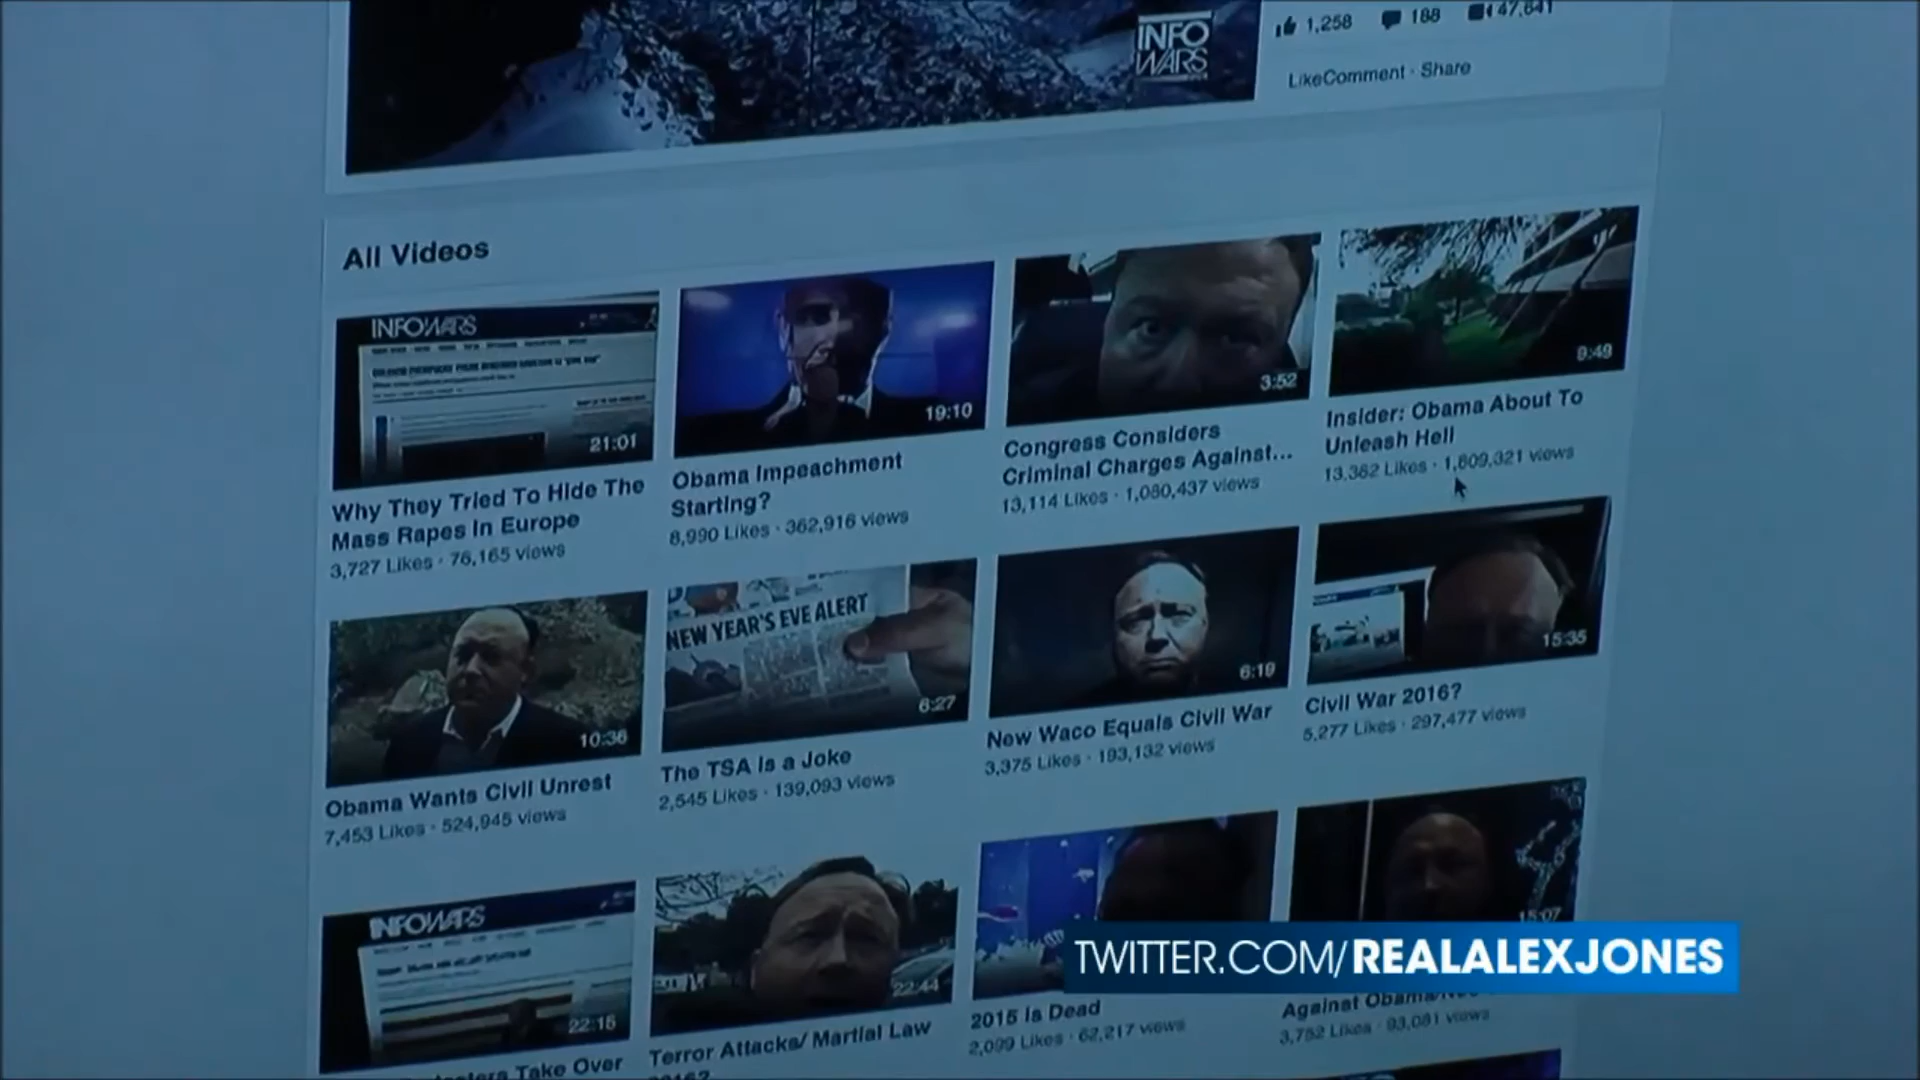 INFO
WARS
1,258 188 47,641
LikeComment · Share
All Videos
INFOWARS
21:01
19:10
3:52
9:49
Why They Tried To Hide The
Mass Rapes In Europe
3,727 Likes · 76,165 views
Obama Impeachment
Starting?
8,990 Likes · 362,916 views
Congress Considers
Criminal Charges Against...
13,114 Likes · 1,080,437 views
Insider: Obama About To
Unleash Hell
13,382 Likes · 1,609,321 views
10:36
NEW YEAR'S EVE ALERT
6:27
6:19
15:35
Obama Wants Civil Unrest
7,453 Likes · 524,945 views
The TSA Is a Joke
2,545 Likes · 139,093 views
New Waco Equals Civil War
3,375 Likes · 193,132 views
Civil War 2016?
5,277 Likes · 297,477 views
INFOWARS
22:15
22:44
15:07
TWITTER.COM/REALALEXJONES
Take Over
Terror Attacks/ Martial Law
2016?
2015 is Dead
2,099 Likes · 62,217 views
Against
3,752 Likes · 93,081 views